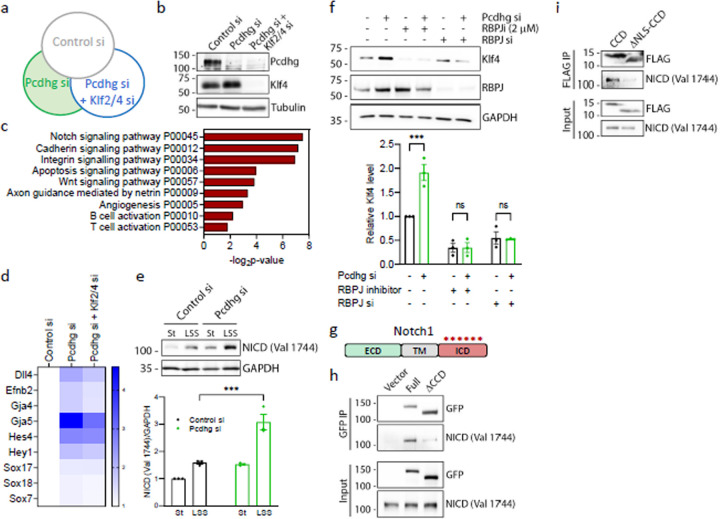 a
Control si
Pcdhg si
Pcdhg si
+ Klf2/4 si
b
Control si
Pcdhg si
Pcdhg si +
Klf2/4 si
150
100
Pcdhg
50
Klf4
50
Tubulin
c
Notch signaling pathway P00045
Cadherin signaling pathway P00012
Integrin signaling pathway P00034
Apoptosis signaling pathway P00006
Wnt signaling pathway P00057
Axon guidance mediated by netrin P00009
Angiogenesis P00005
B cell activation P00010
T cell activation P00053
0 2 4 6 8
-log2p-value
d
Control si
Pcdhg si
Pcdhg si + Klf2/4 si
Dll4
Efnb2
Gja4
Gja5
Hes4
Hey1
Sox17
Sox18
Sox7
4
3
2
1
e
Control si
Pcdhg si
St LSS St LSS
100
NICD (Val 1744)
35
GAPDH
***
Control si
Pcdhg si
NICD (Val 1744)/GAPDH
4
3
2
1
0
St LSS St LSS
f
- + - + - + Pcdhg si
- - + + - - RBPJi (2 μM)
- - - - + + RBPJ si
50
Klf4
50
RBPJ
35
GAPDH
***
ns
ns
Relative Klf4 level
2.5
2.0
1.5
1.0
0.5
0.0
Pcdhg si - + - + - +
RBPJ inhibitor - - + + - -
RBPJ si - - - - + +
g
Notch1
ECD TM ICD
h
Vector
Full
ΔCCD
GFP IP
150
100
GFP
100
NICD (Val 1744)
Input
150
100
GFP
100
NICD (Val 1744)
i
CCD
ΔNLS-CCD
FLAG IP
15
FLAG
100
NICD (Val 1744)
Input
15
FLAG
100
NICD (Val 1744)